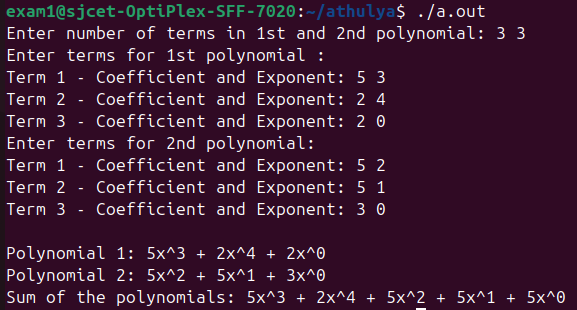 exam1@sjcet-OptiPlex-SFF-7020:~/athulya$ ./a.out
Enter number of terms in 1st and 2nd polynomial: 3 3
Enter terms for 1st polynomial :
Term 1 - Coefficient and Exponent: 5 3
Term 2 - Coefficient and Exponent: 2 4
Term 3 - Coefficient and Exponent: 2 0
Enter terms for 2nd polynomial:
Term 1 - Coefficient and Exponent: 5 2
Term 2 - Coefficient and Exponent: 5 1
Term 3 - Coefficient and Exponent: 3 0
Polynomial 1: 5x^3 + 2x^4 + 2x^0
Polynomial 2: 5x^2 + 5x^1 + 3x^0
Sum of the polynomials: 5x^3 + 2x^4 + 5x^2 + 5x^1 + 5x^0